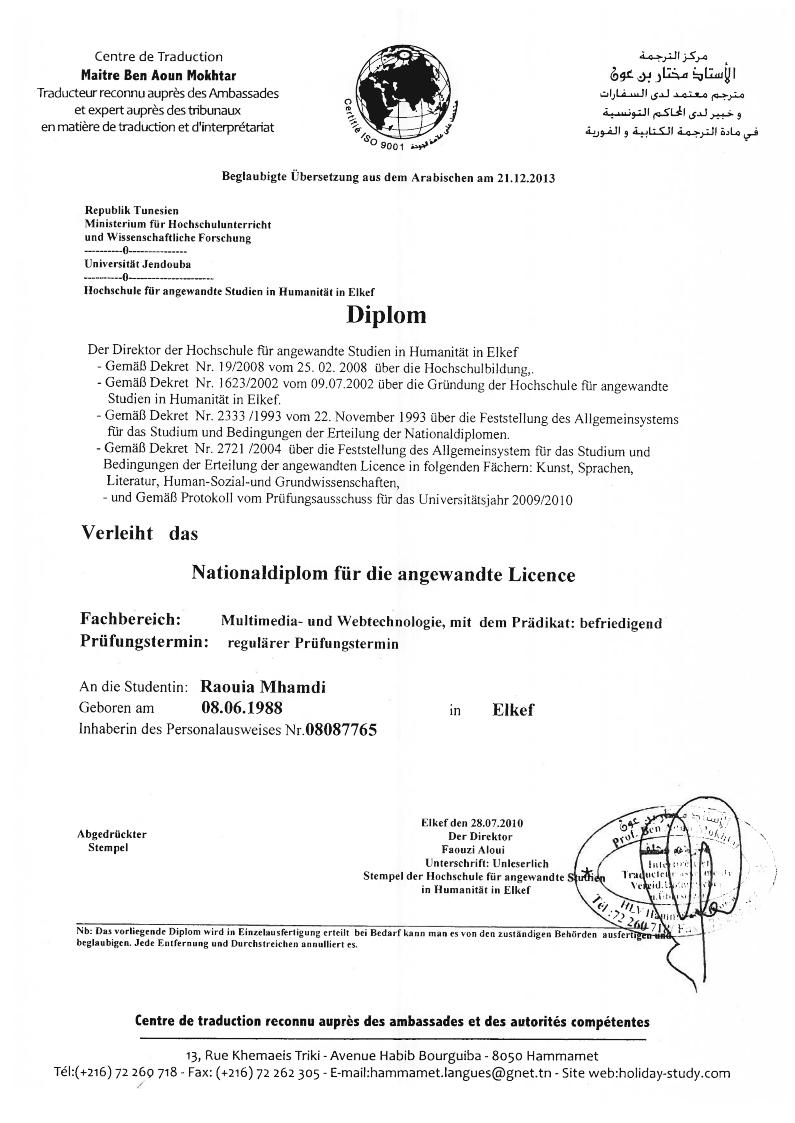 Centre de Traduction
Maitre Ben Aoun Mokhtar
Traducteur reconnu auprès des Ambassades
et expert auprès des tribunaux
en matière de traduction et d'interprétariat
Certifié ISO 9001
مركز الترجمة
الأستاذ مختار بن عون
مترجم معتمد لدى السفارات
و خبير لدى المحاكم التونسية
في مادة الترجمة الكتابية و الفورية
Beglaubigte Übersetzung aus dem Arabischen am 21.12.2013
Republik Tunesien
Ministerium für Hochschulunterricht
und Wissenschaftliche Forschung
----------0---------------
Universität Jendouba
----------0----------------------
Hochschule für angewandte Studien in Humanität in Elkef
Diplom
Der Direktor der Hochschule für angewandte Studien in Humanität in Elkef
- Gemäß Dekret Nr. 19/2008 vom 25. 02. 2008 über die Hochschulbildung,.
- Gemäß Dekret Nr. 1623/2002 vom 09.07.2002 über die Gründung der Hochschule für angewandte
Studien in Humanität in Elkef.
- Gemäß Dekret Nr. 2333 /1993 vom 22. November 1993 über die Feststellung des Allgemeinsystems
für das Studium und Bedingungen der Erteilung der Nationaldiplomen.
- Gemäß Dekret Nr. 2721 /2004 über die Feststellung des Allgemeinsystem für das Studium und
Bedingungen der Erteilung der angewandten Licence in folgenden Fächern: Kunst, Sprachen,
Literatur, Human-Sozial-und Grundwissenschaften,
- und Gemäß Protokoll vom Prüfungsausschuss für das Universitätsjahr 2009/2010
Verleiht das
Nationaldiplom für die angewandte Licence
Fachbereich: Multimedia- und Webtechnologie, mit dem Prädikat: befriedigend
Prüfungstermin: regulärer Prüfungstermin
An die Studentin: Raouia Mhamdi
Geboren am 08.06.1988 in Elkef
Inhaberin des Personalausweises Nr.08087765
Abgedrückter
Stempel
Elkef den 28.07.2010
Der Direktor
Faouzi Aloui
Unterschrift: Unleserlich
Stempel der Hochschule für angewandte Studien
in Humanität in Elkef
Prof. Ben Mokhtar
Tél.:72 260 718
Nb: Das vorliegende Diplom wird in Einzelausfertigung erteilt bei Bedarf kann man es von den zuständigen Behörden ausfertigen und
beglaubigen. Jede Entfernung und Durchstreichen annulliert es.
Centre de traduction reconnu auprès des ambassades et des autorités compétentes
13, Rue Khemaeis Triki - Avenue Habib Bourguiba - 8050 Hammamet
Tél:(+216) 72 260 718 - Fax: (+216) 72 262 305 - E-mail:hammamet.langues@gnet.tn - Site web:holiday-study.com